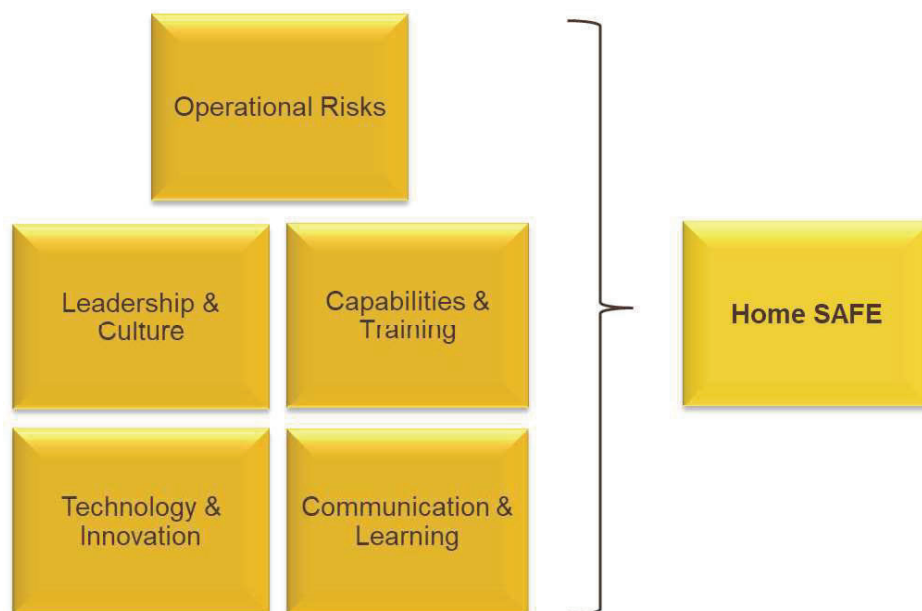 Operational Risks
Leadership &
Culture
Capabilities &
Training
Home SAFE
Technology &
Innovation
Communication &
Learning